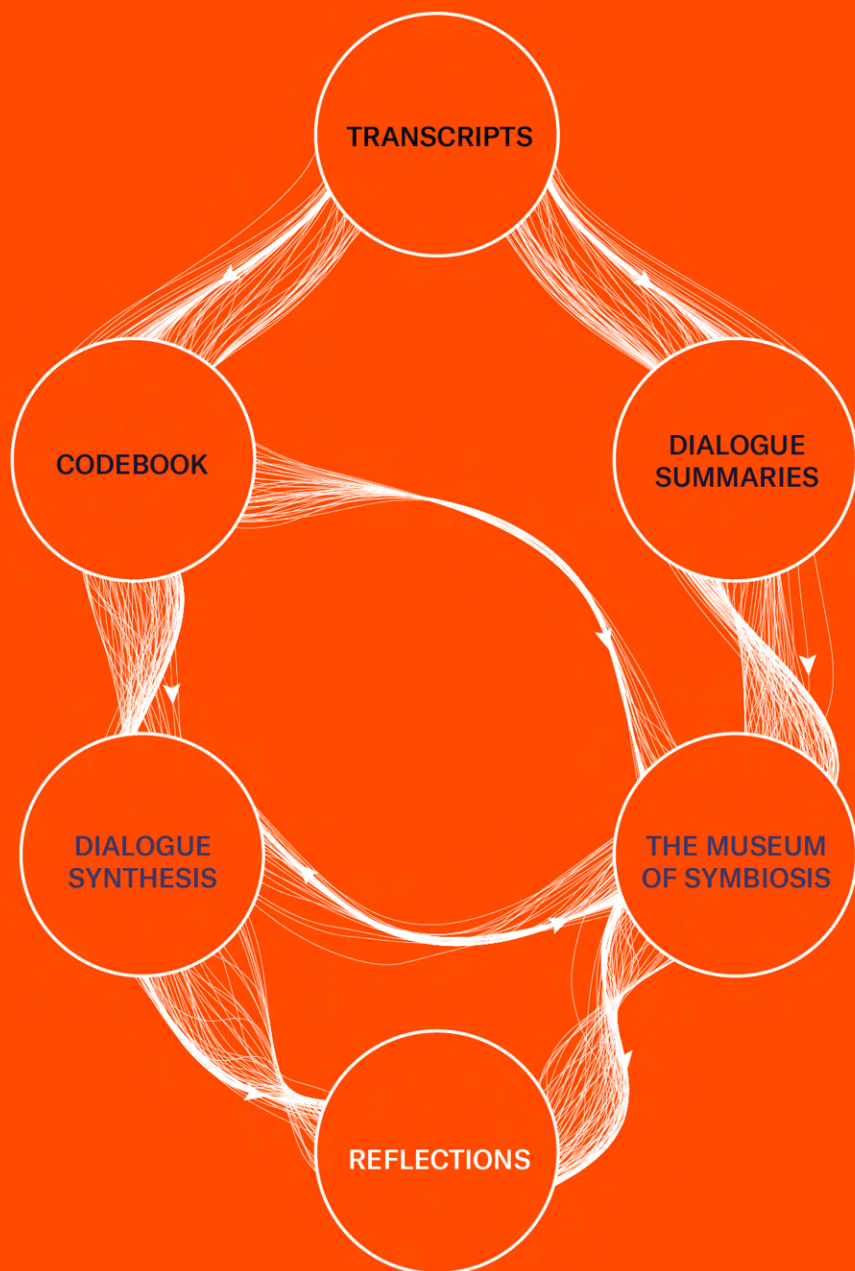 TRANSCRIPTS
CODEBOOK
DIALOGUE
SUMMARIES
DIALOGUE
SYNTHESIS
THE MUSEUM
OF SYMBIOSIS
REFLECTIONS